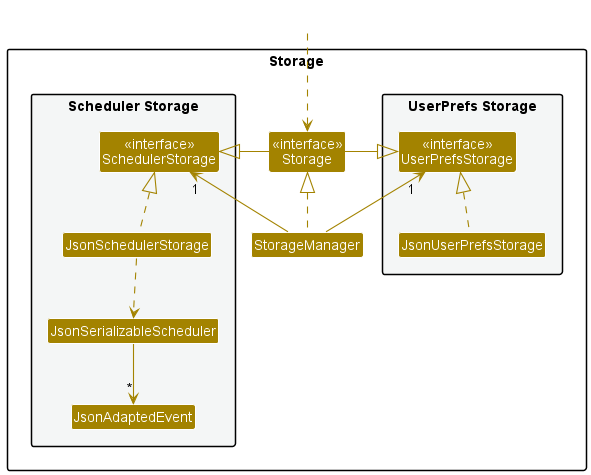 Storage
Scheduler Storage
UserPrefs Storage
«interface»
SchedulerStorage
«interface»
Storage
«interface»
UserPrefsStorage
1
1
JsonSchedulerStorage
StorageManager
JsonUserPrefsStorage
JsonSerializableScheduler
*
JsonAdaptedEvent